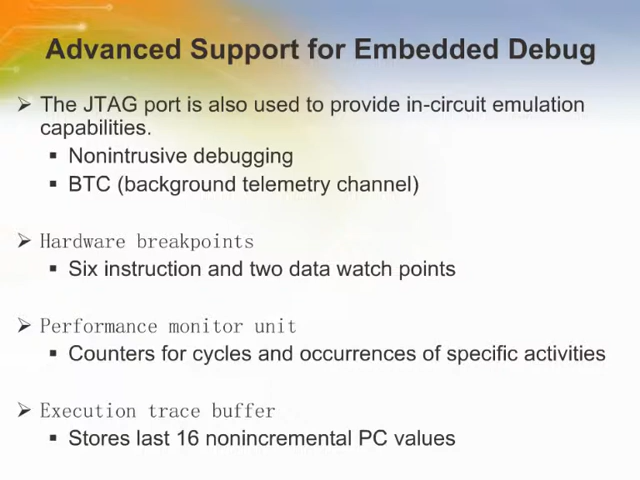 Advanced Support for Embedded Debug
➢ The JTAG port is also used to provide in-circuit emulation
capabilities.
▪ Nonintrusive debugging
▪ BTC (background telemetry channel)
➢ Hardware breakpoints
▪ Six instruction and two data watch points
➢ Performance monitor unit
▪ Counters for cycles and occurrences of specific activities
➢ Execution trace buffer
▪ Stores last 16 nonincremental PC values